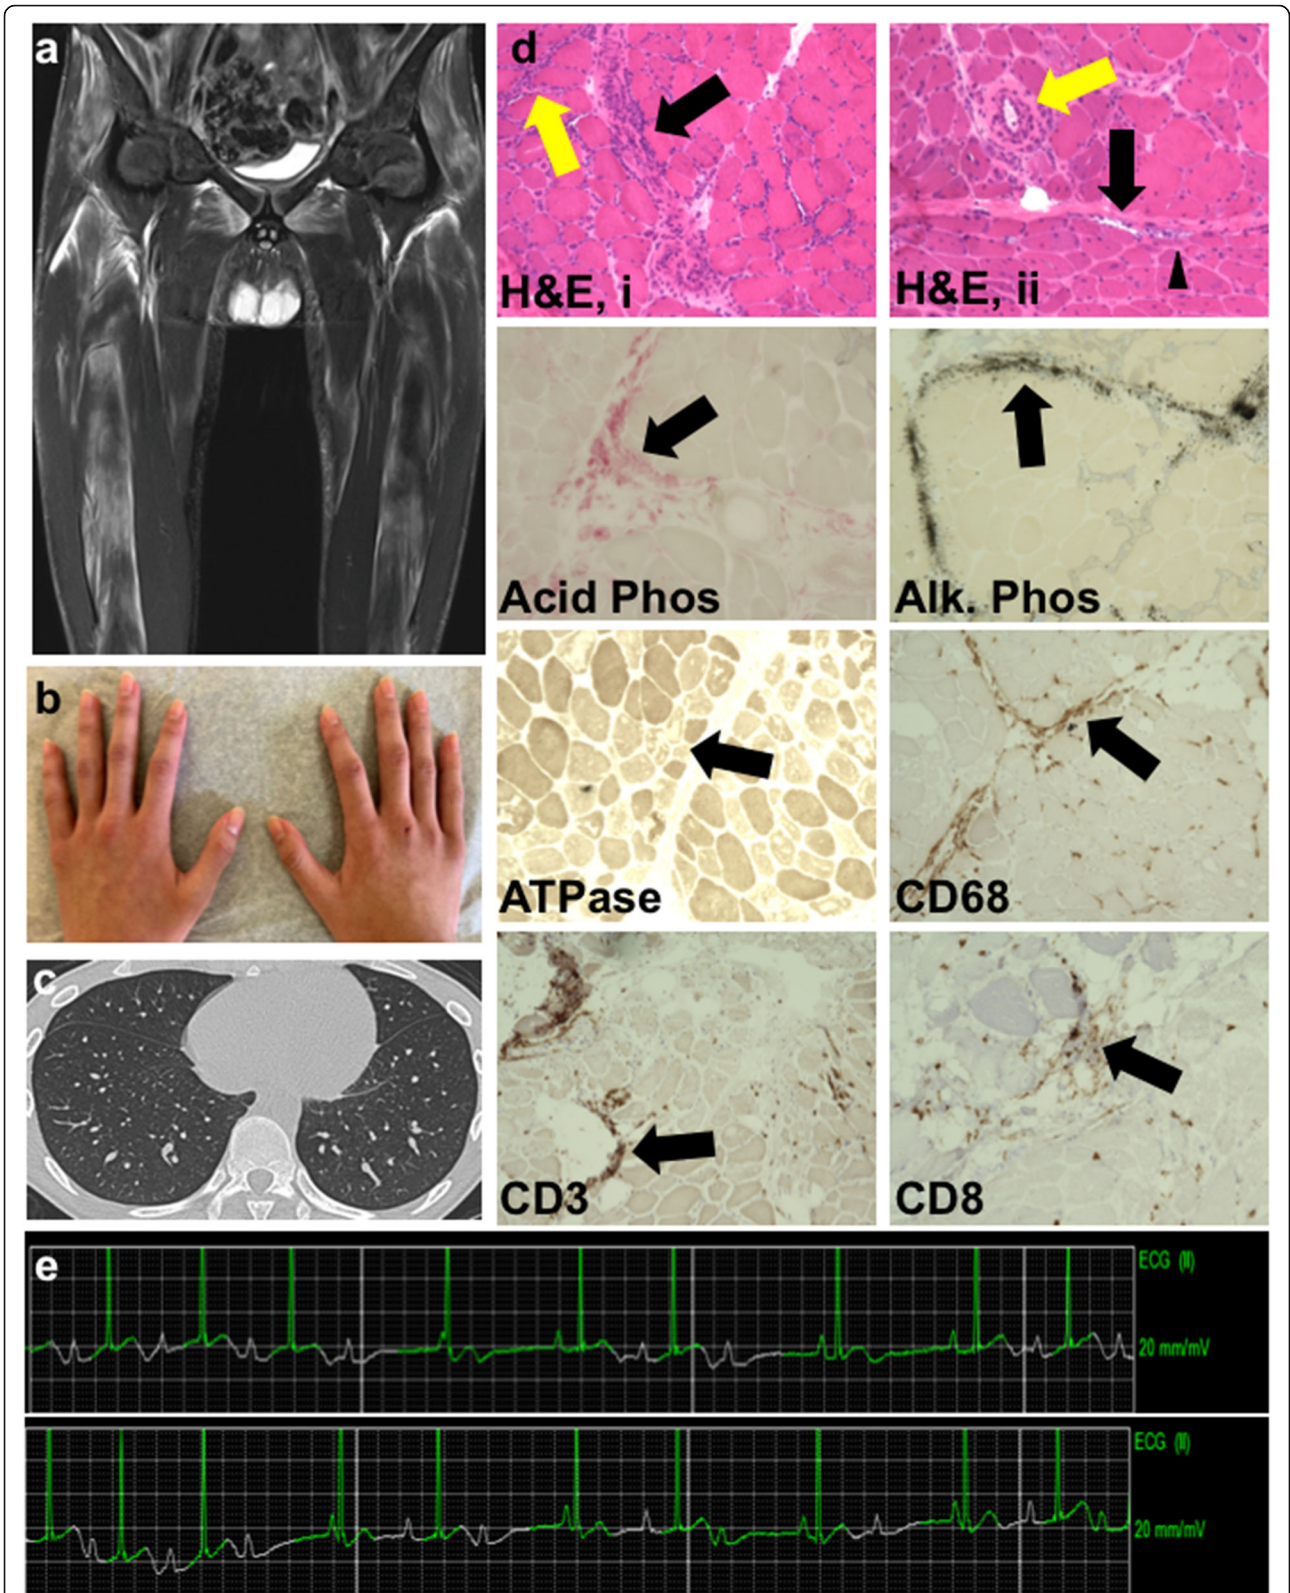 a
d
H&E, i
H&E, ii
Acid Phos
Alk. Phos
b
ATPase
CD68
c
CD3
CD8
e
ECG (II)
20 mm/mV
ECG (II)
20 mm/mV